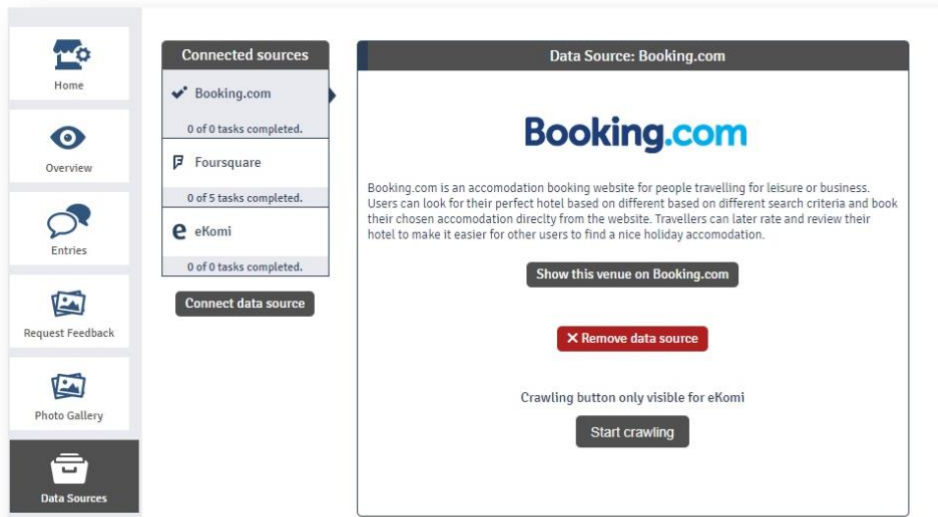 Home
Overview
Entries
Request Feedback
Photo Gallery
Data Sources
Connected sources
Booking.com
0 of 0 tasks completed.
Foursquare
0 of 5 tasks completed.
eKomi
0 of 0 tasks completed.
Connect data source
Data Source: Booking.com
Booking.com
Booking.com is an accomodation booking website for people travelling for leisure or business.
Users can look for their perfect hotel based on different based on different search criteria and book
their chosen accomodation direclty from the website. Travellers can later rate and review their
hotel to make it easier for other users to find a nice holiday accomodation.
Show this venue on Booking.com
✕ Remove data source
Crawling button only visible for eKomi
Start crawling